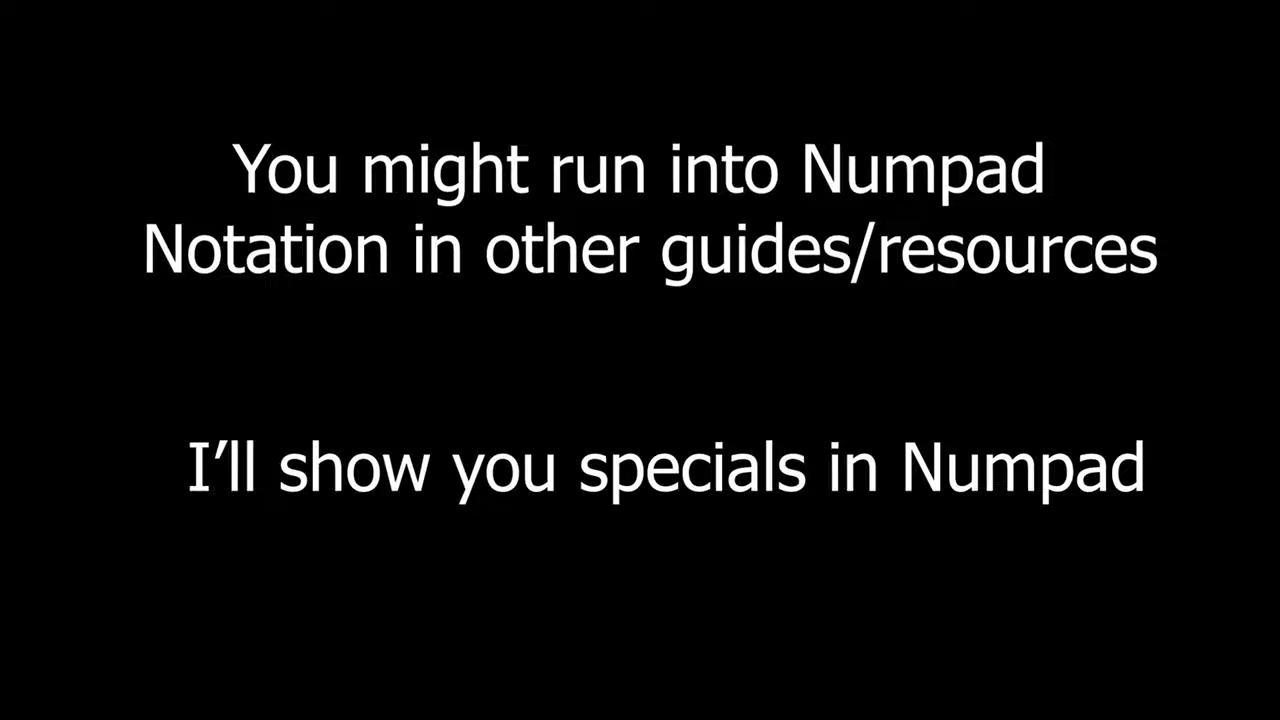 You might run into Numpad
Notation in other guides/resources
I’ll show you specials in Numpad